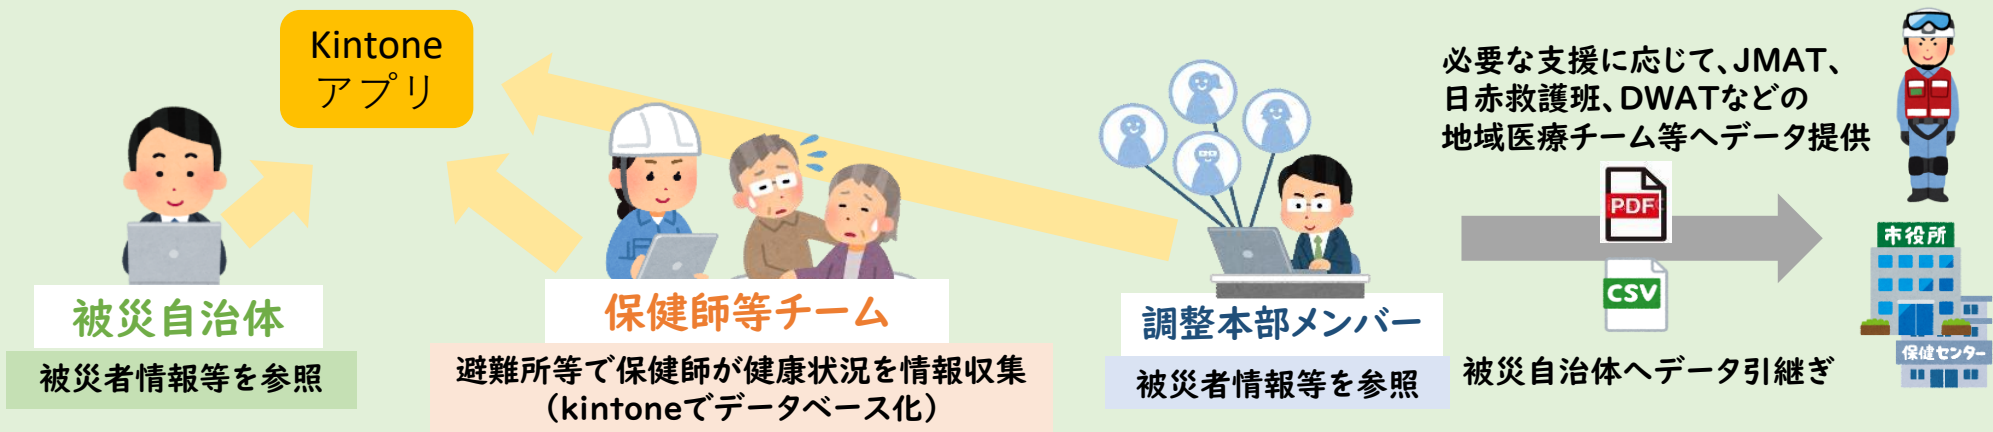 Kintone
アプリ
被災自治体
被災者情報等を参照
保健師等チーム
避難所等で保健師が健康状況を情報収集
(kintoneでデータベース化)
調整本部メンバー
被災者情報等を参照
必要な支援に応じて、JMAT、
日赤救護班、DWATなどの
地域医療チーム等へデータ提供
PDF
CSV
被災自治体へデータ引継ぎ
市役所
保健センター